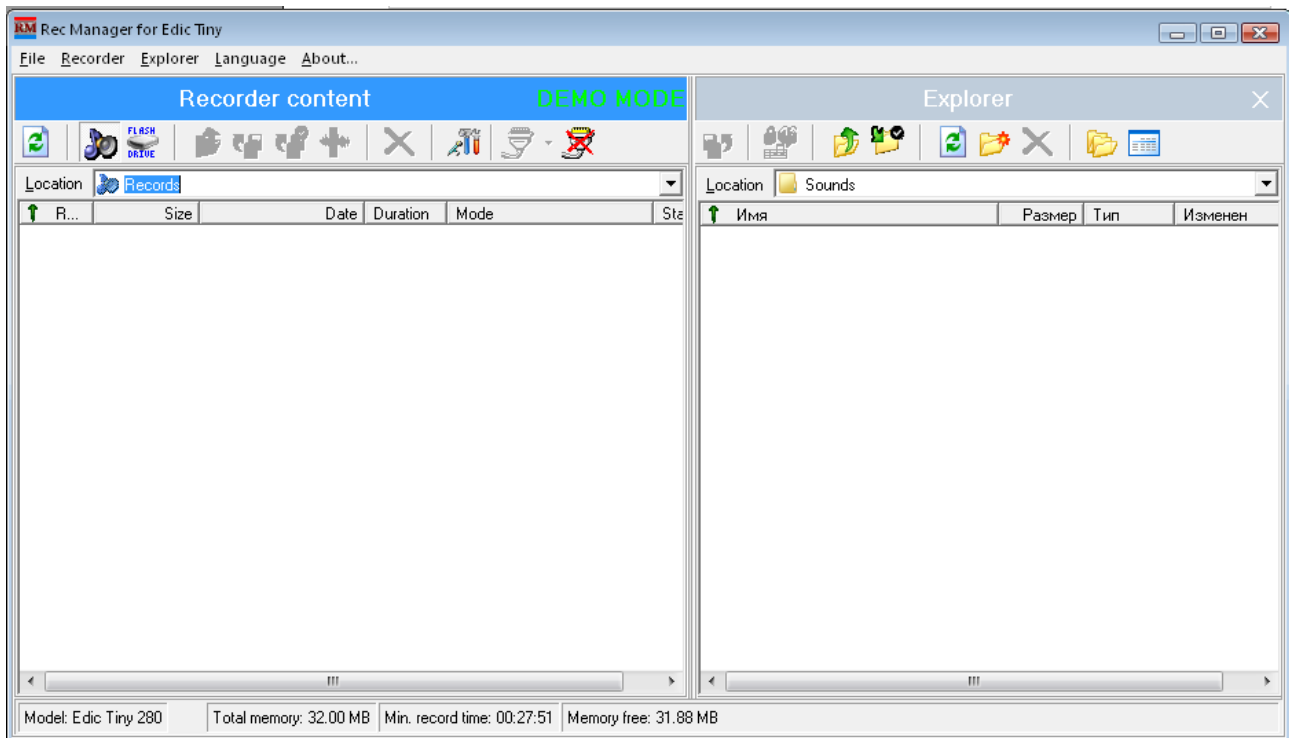 RM Rec Manager for Edic Tiny
File Recorder Explorer Language About...
Recorder content DEMO MODE
Explorer
FLASH
DRIVE
Location Records
Location Sounds
R... Size Date Duration Mode Sta
Имя Размер Тип Изменен
Model: Edic Tiny 280 Total memory: 32.00 MB Min. record time: 00:27:51 Memory free: 31.88 MB